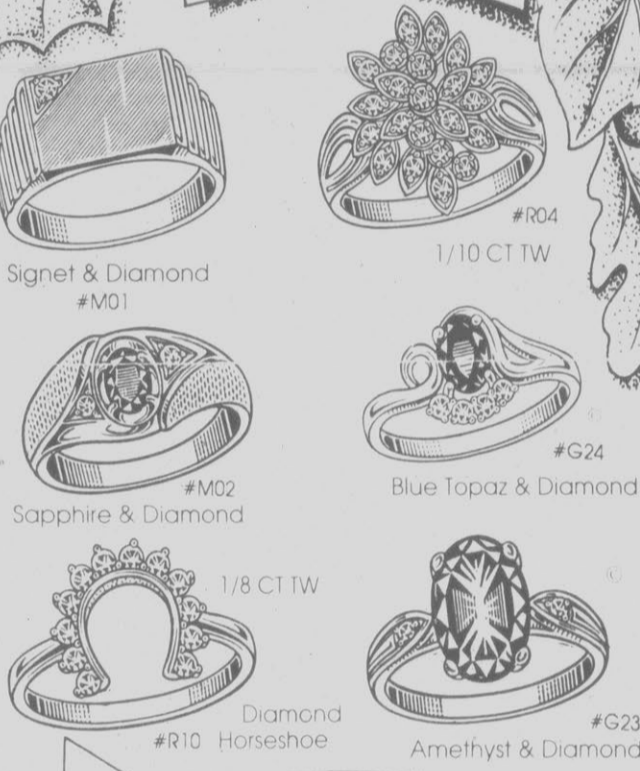 #R04
1/10 CT TW
Signet & Diamond
#M01
#G24
Blue Topaz & Diamond
#M02
Sapphire & Diamond
1/8 CT TW
Diamond
#R10 Horseshoe
#G23
Amethyst & Diamond